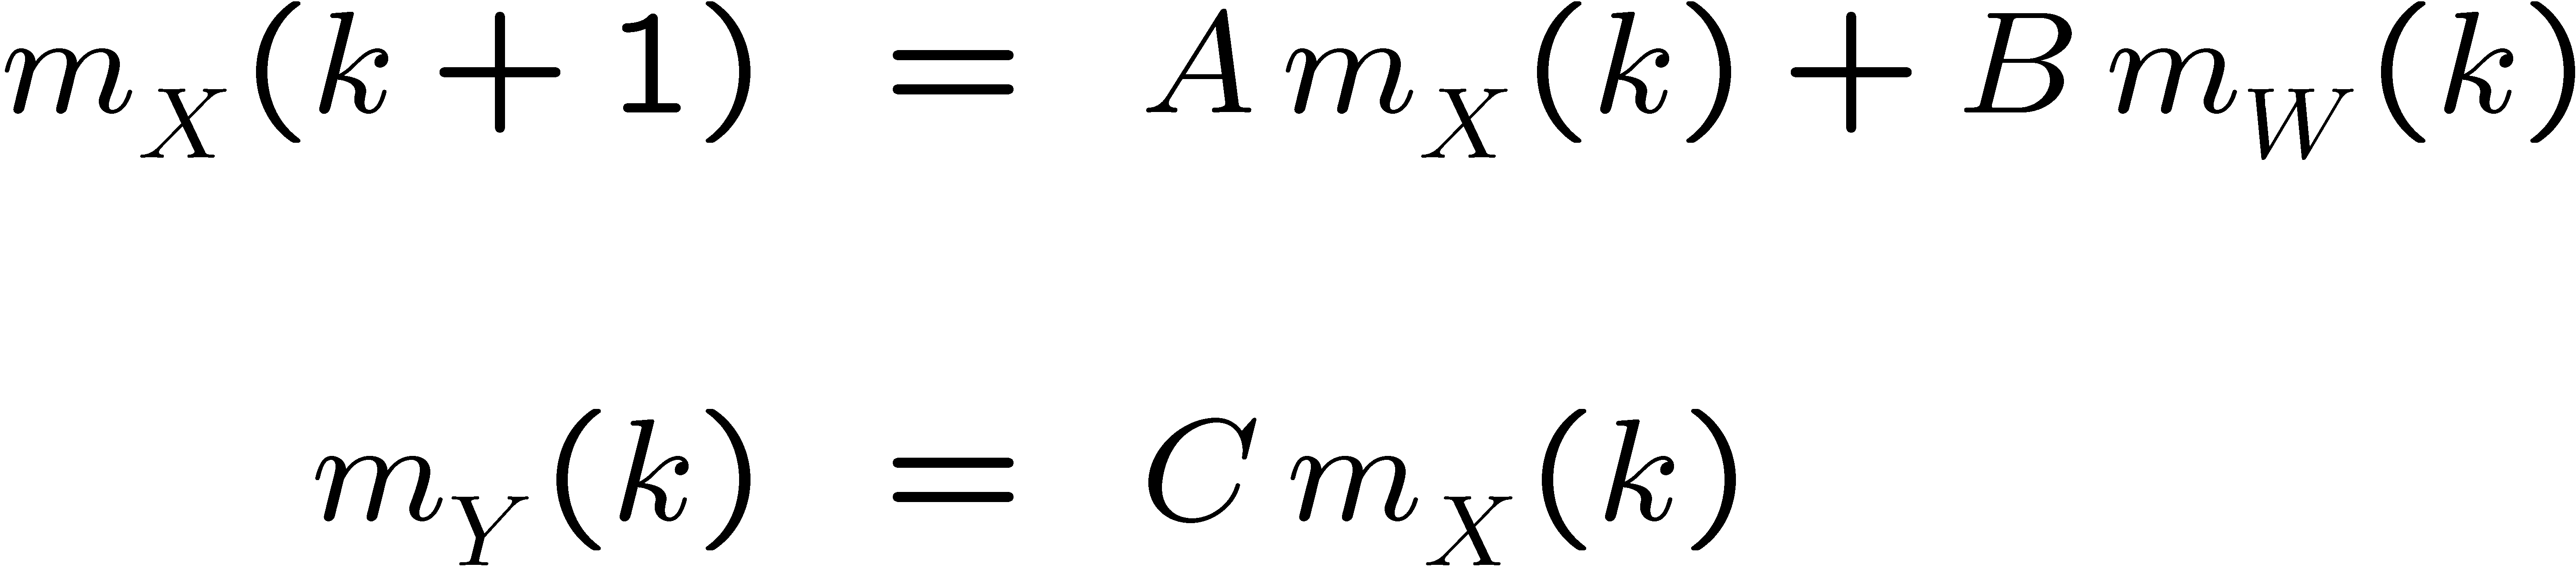 m_X(k + 1) = A m_X(k) + B m_W(k)
m_Y(k) = C m_X(k)